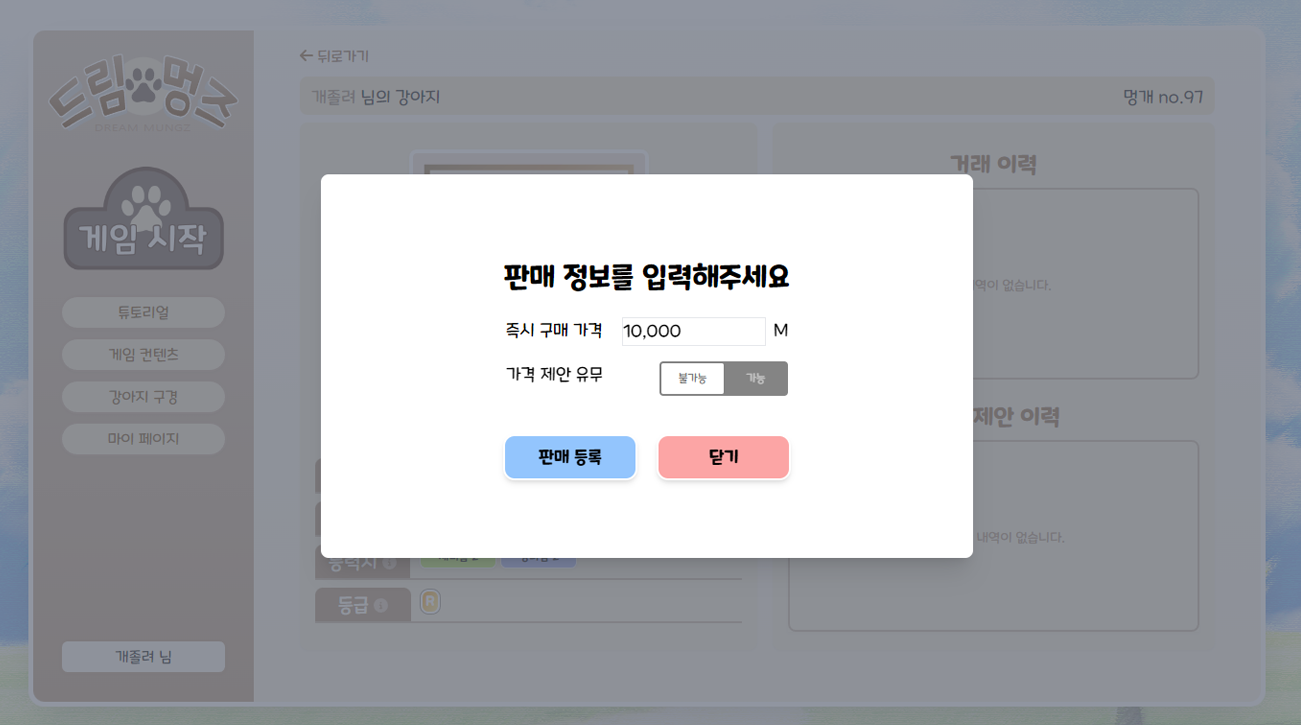 드림멍즈
DREAM MUNGZ
게임 시작
튜토리얼
게임 컨텐츠
강아지 구경
마이 페이지
개졸려 님
← 뒤로가기
개졸려 님의 강아지
멍개 no.97
거래 이력
없습니다.
제안 이력
내역이 없습니다.
판매 정보를 입력해주세요
즉시 구매 가격 10,000 M
가격 제안 유무 불가능 가능
판매 등록 닫기
능력치
등급 R